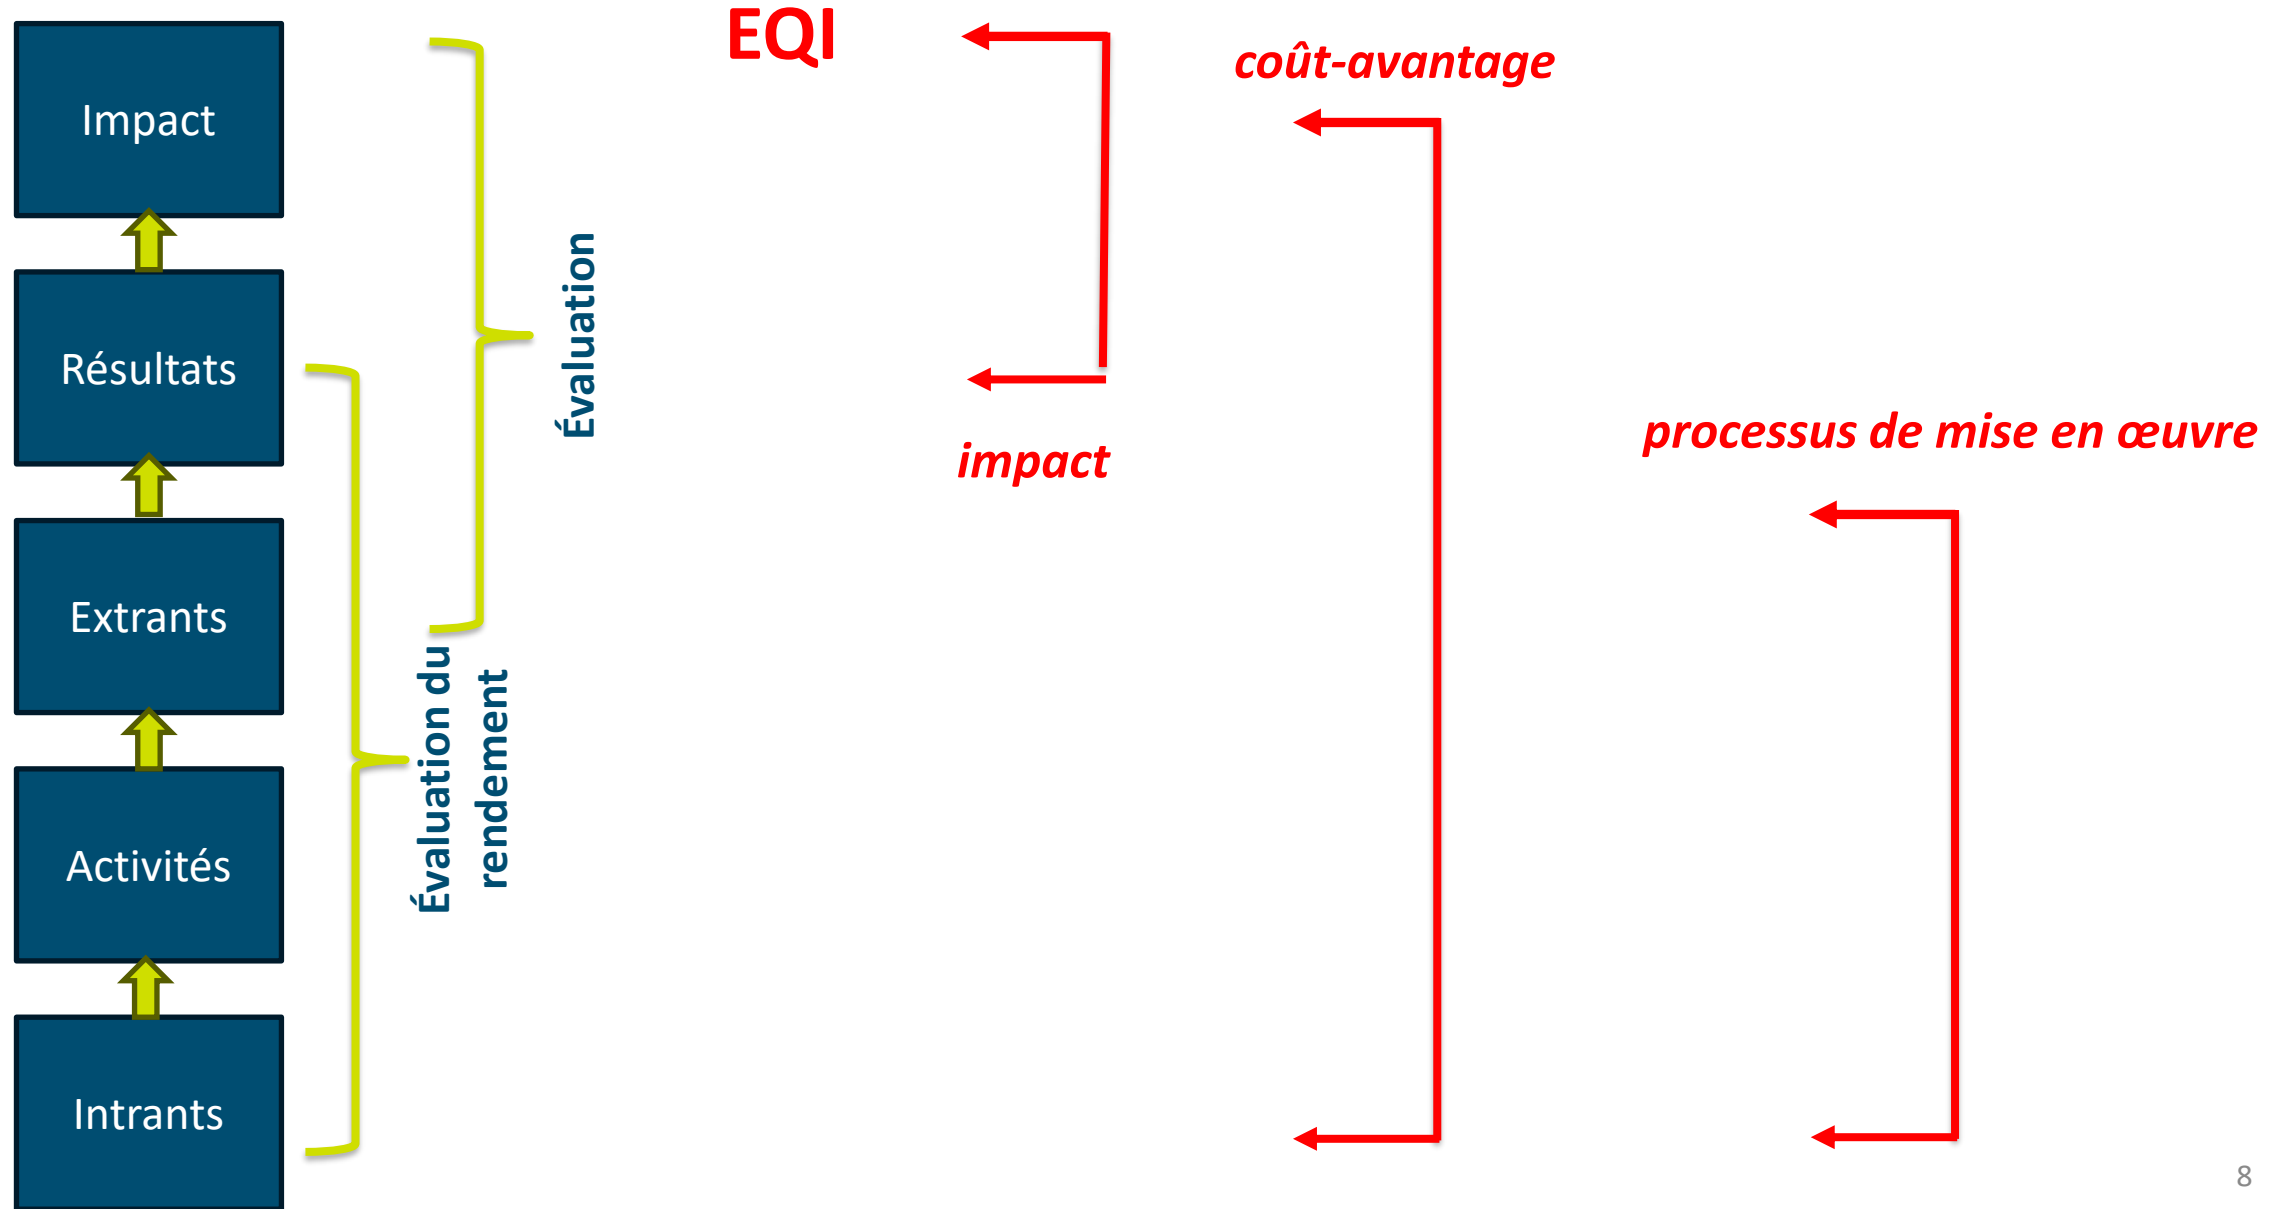 Impact
Résultats
Extrants
Activités
Intrants
Évaluation
Évaluation du
rendement
EQI
impact
coût-avantage
processus de mise en œuvre
8